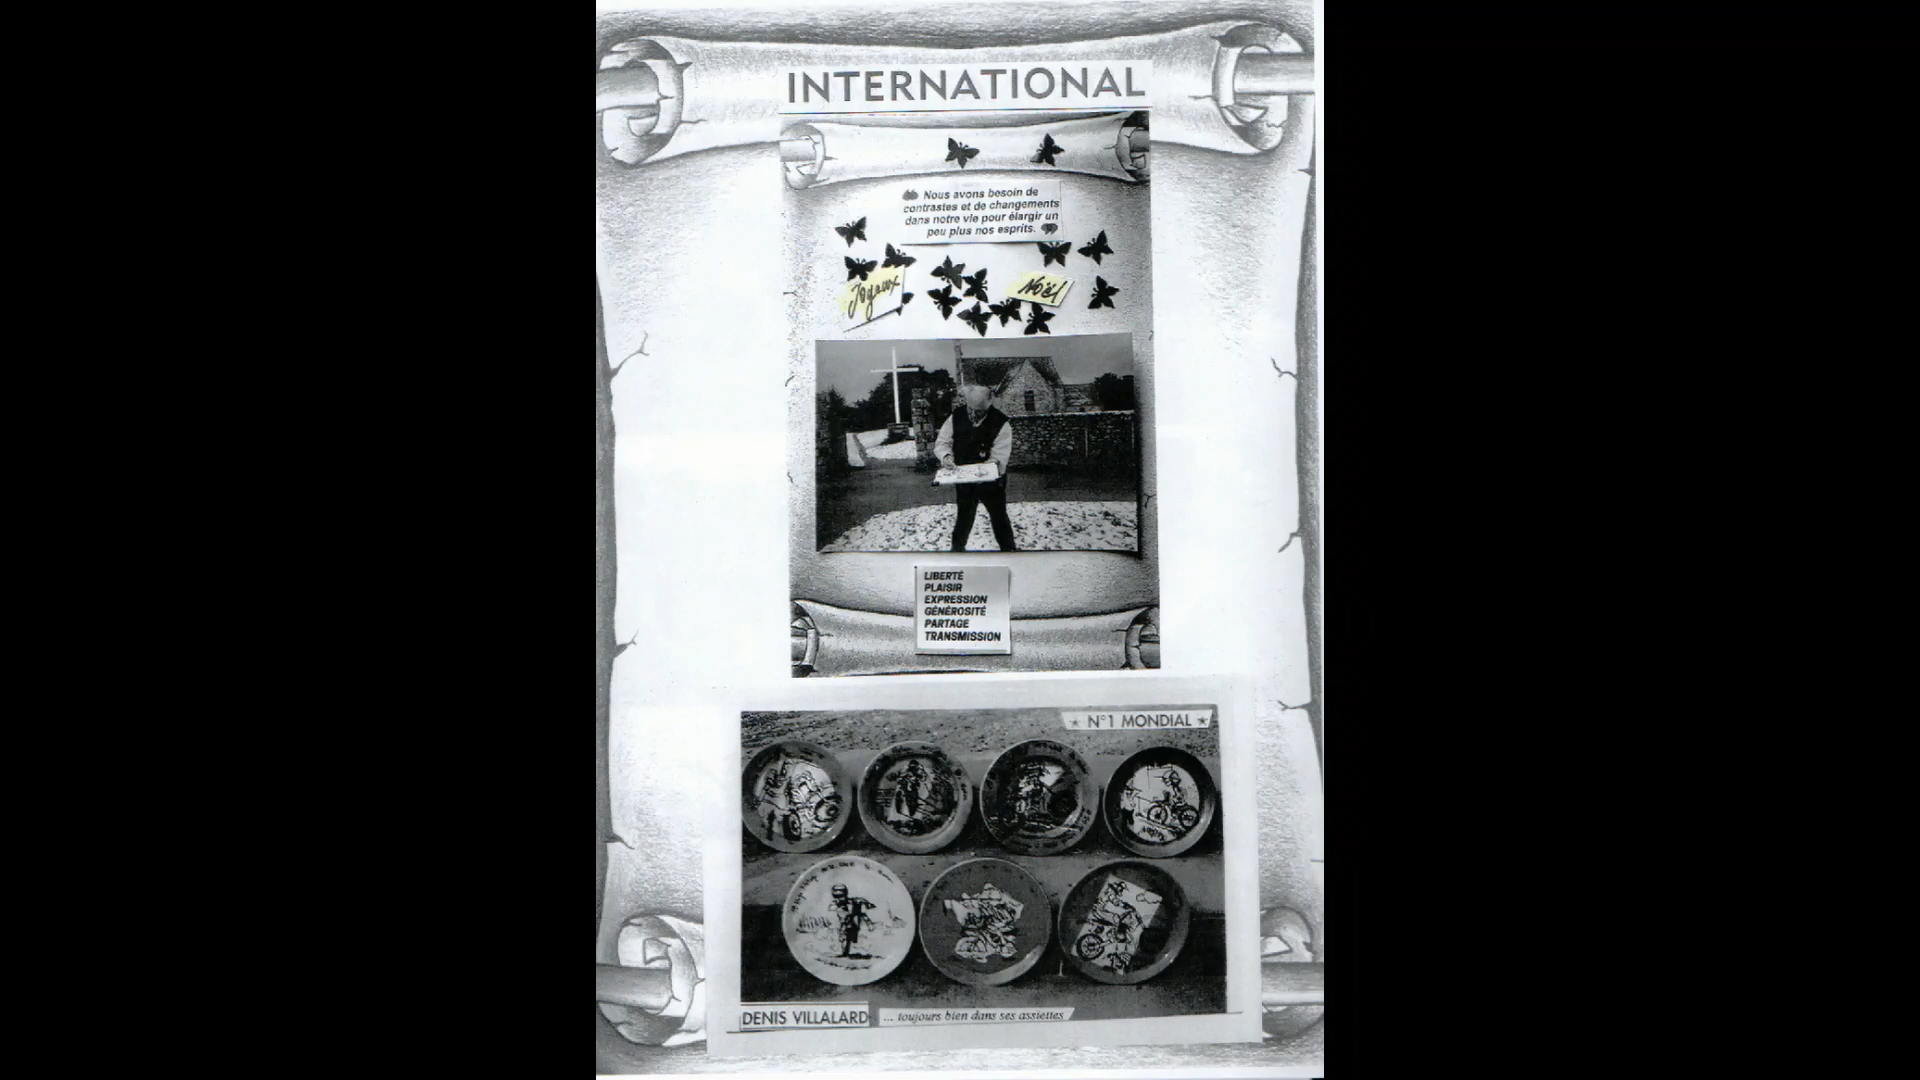 INTERNATIONAL
Nous avons besoin de
contrastes et de changements
dans notre vie pour élargir un
peu plus nos esprits.
Joyeux
Noël
LIBERTÉ
PLAISIR
EXPRESSION
GÉNÉROSITÉ
PARTAGE
TRANSMISSION
N°1 MONDIAL
DENIS VILLALARD
... toujours bien dans ses assiettes